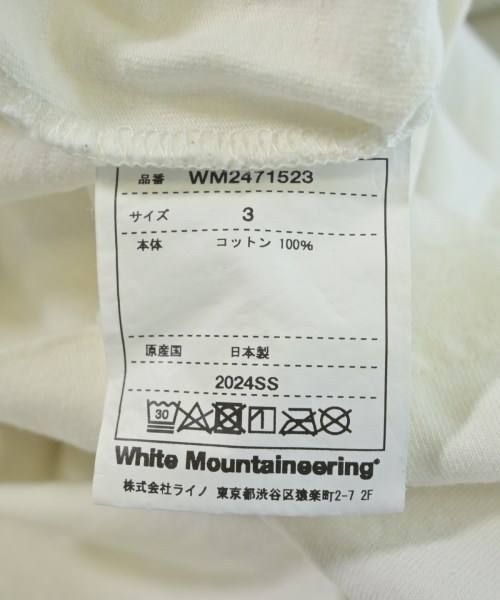 品番 WM2471523
サイズ 3
本体 コットン 100%
原産国 日本製
2024SS
30
White Mountaineering®
株式会社ライノ 東京都渋谷区猿楽町2-7 2F